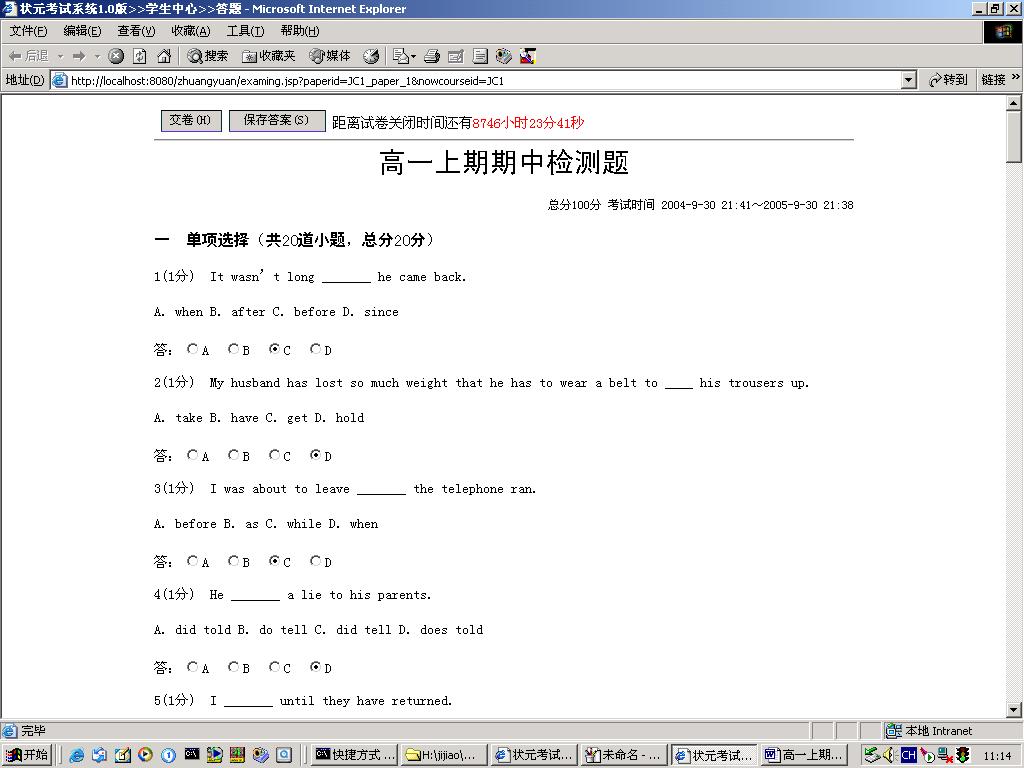 状元考试系统1.0版>>学生中心>>答题 - Microsoft Internet Explorer
文件(F) 编辑(E) 查看(V) 收藏(A) 工具(T) 帮助(H)
后退 搜索 收藏夹 媒体
地址(D) http://localhost:8080/zhuangyuan/examing.jsp?paperid=JC1_paper_1&nowcourseid=JC1 转到 链接 »
交卷(H) 保存答案(S) 距离试卷关闭时间还有8746小时23分41秒
高一上期期中检测题
总分100分 考试时间 2004-9-30 21:41～2005-9-30 21:38
一 单项选择（共20道小题，总分20分）
1(1分) It wasn’t long _______ he came back.
A. when B. after C. before D. since
答： A B C D
2(1分) My husband has lost so much weight that he has to wear a belt to ____ his trousers up.
A. take B. have C. get D. hold
答： A B C D
3(1分) I was about to leave _______ the telephone ran.
A. before B. as C. while D. when
答： A B C D
4(1分) He _______ a lie to his parents.
A. did told B. do tell C. did tell D. does told
答： A B C D
5(1分) I _______ until they have returned.
完毕 本地 Intranet
开始 快捷方式 ... H:\jijiao\... 状元考试... 未命名 - ... 状元考试... 高一上期... CH 11:14